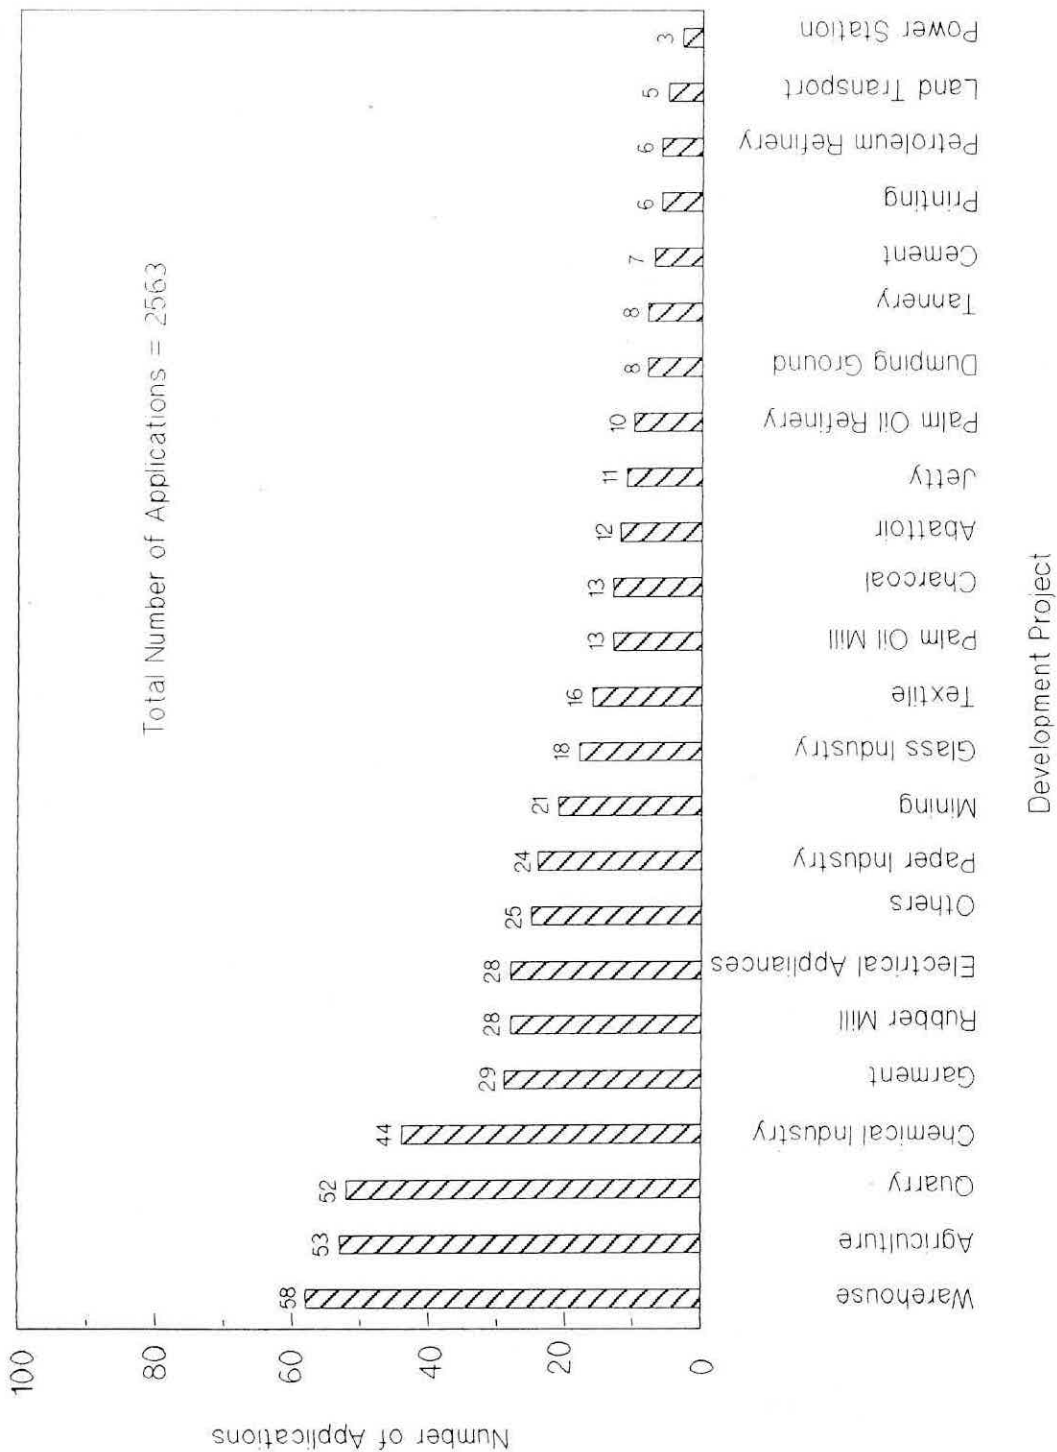 Total Number of Applications = 2563
Number of Applications
100
80
60
40
20
0
58
53
52
44
29
28
28
25
24
21
18
16
13
13
12
11
10
8
8
7
6
6
5
3
Warehouse
Agriculture
Quarry
Chemical Industry
Garment
Rubber Mill
Electrical Appliances
Others
Paper Industry
Mining
Glass Industry
Textile
Palm Oil Mill
Charcoal
Abattoir
Jetty
Palm Oil Refinery
Dumping Ground
Tannery
Cement
Printing
Petroleum Refinery
Land Transport
Power Station
Development Project